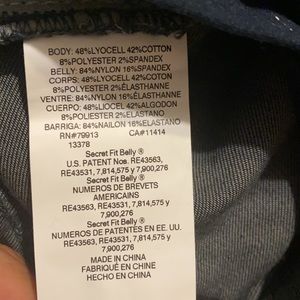 BODY: 48%LYOCELL 42%COTTON
8%POLYESTER 2%SPANDEX
BELLY: 84%NYLON 16%SPANDEX
CORPS: 48%LYOCELL 42%COTON
8%POLYESTER 2%ÉLASTHANNE
VENTRE: 84%NYLON 16%ÉLASTHANNE
CUERPO: 48%LIOCEL 42%ALGODON
8%POLIESTER 2%ELASTANO
BARRIGA: 84%NAILON 16%ELASTANO
RN#79913 CA#11414
13378
Secret Fit Belly ®
U.S. PATENT Nos. RE43563,
RE43531, 7,814,575 y
7,900,276
Secret Fit Belly ®
NUMEROS DE BREVETS
AMERICAINS
RE43563, RE43531, 7,814,575 y
7,900,276
Secret Fit Belly ®
NUMEROS DE PATENTES EN EE. UU.
RE43563, RE43531, 7,814,575 y
7,900,276
MADE IN CHINA
FABRIQUÉ EN CHINE
HECHO EN CHINA